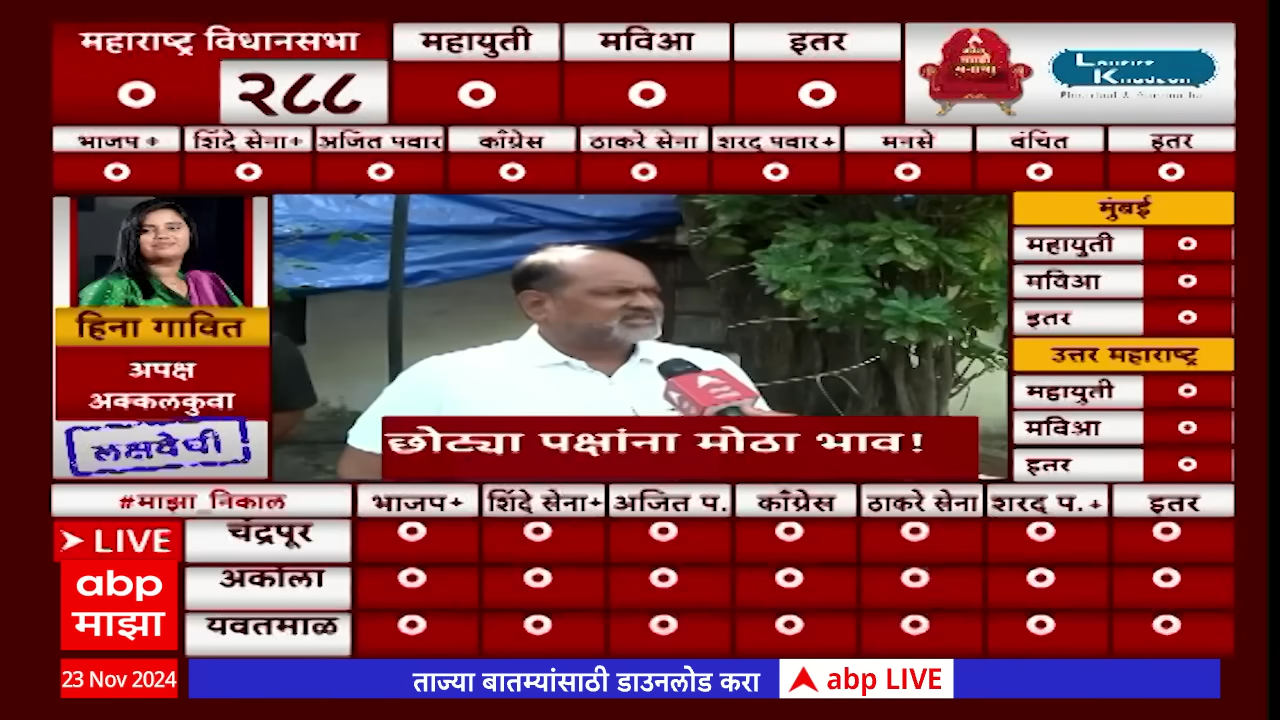 महाराष्ट्र विधानसभा
० २८८
महायुती
०
मविआ
०
इतर
०
भाजप + शिंदे सेना+ अजित पवार काँग्रेस ठाकरे सेना शरद पवार+ मनसे वंचित इतर
० ० ० ० ० ० ० ० ०
हिना गावित
अपक्ष
अक्कलकुवा
लक्षवेधी
छोट्या पक्षांना मोठा भाव!
मुंबई
महायुती ०
मविआ ०
इतर ०
उत्तर महाराष्ट्र
महायुती ०
मविआ ०
इतर ०
#माझा_निकाल भाजप+ शिंदे सेना+ अजित प. काँग्रेस ठाकरे सेना शरद प.+ इतर
चंद्रपूर ० ० ० ० ० ० ०
अकोला ० ० ० ० ० ० ०
यवतमाळ ० ० ० ० ० ० ०
LIVE
abp
माझा
23 Nov 2024
ताज्या बातम्यांसाठी डाउनलोड करा abp LIVE